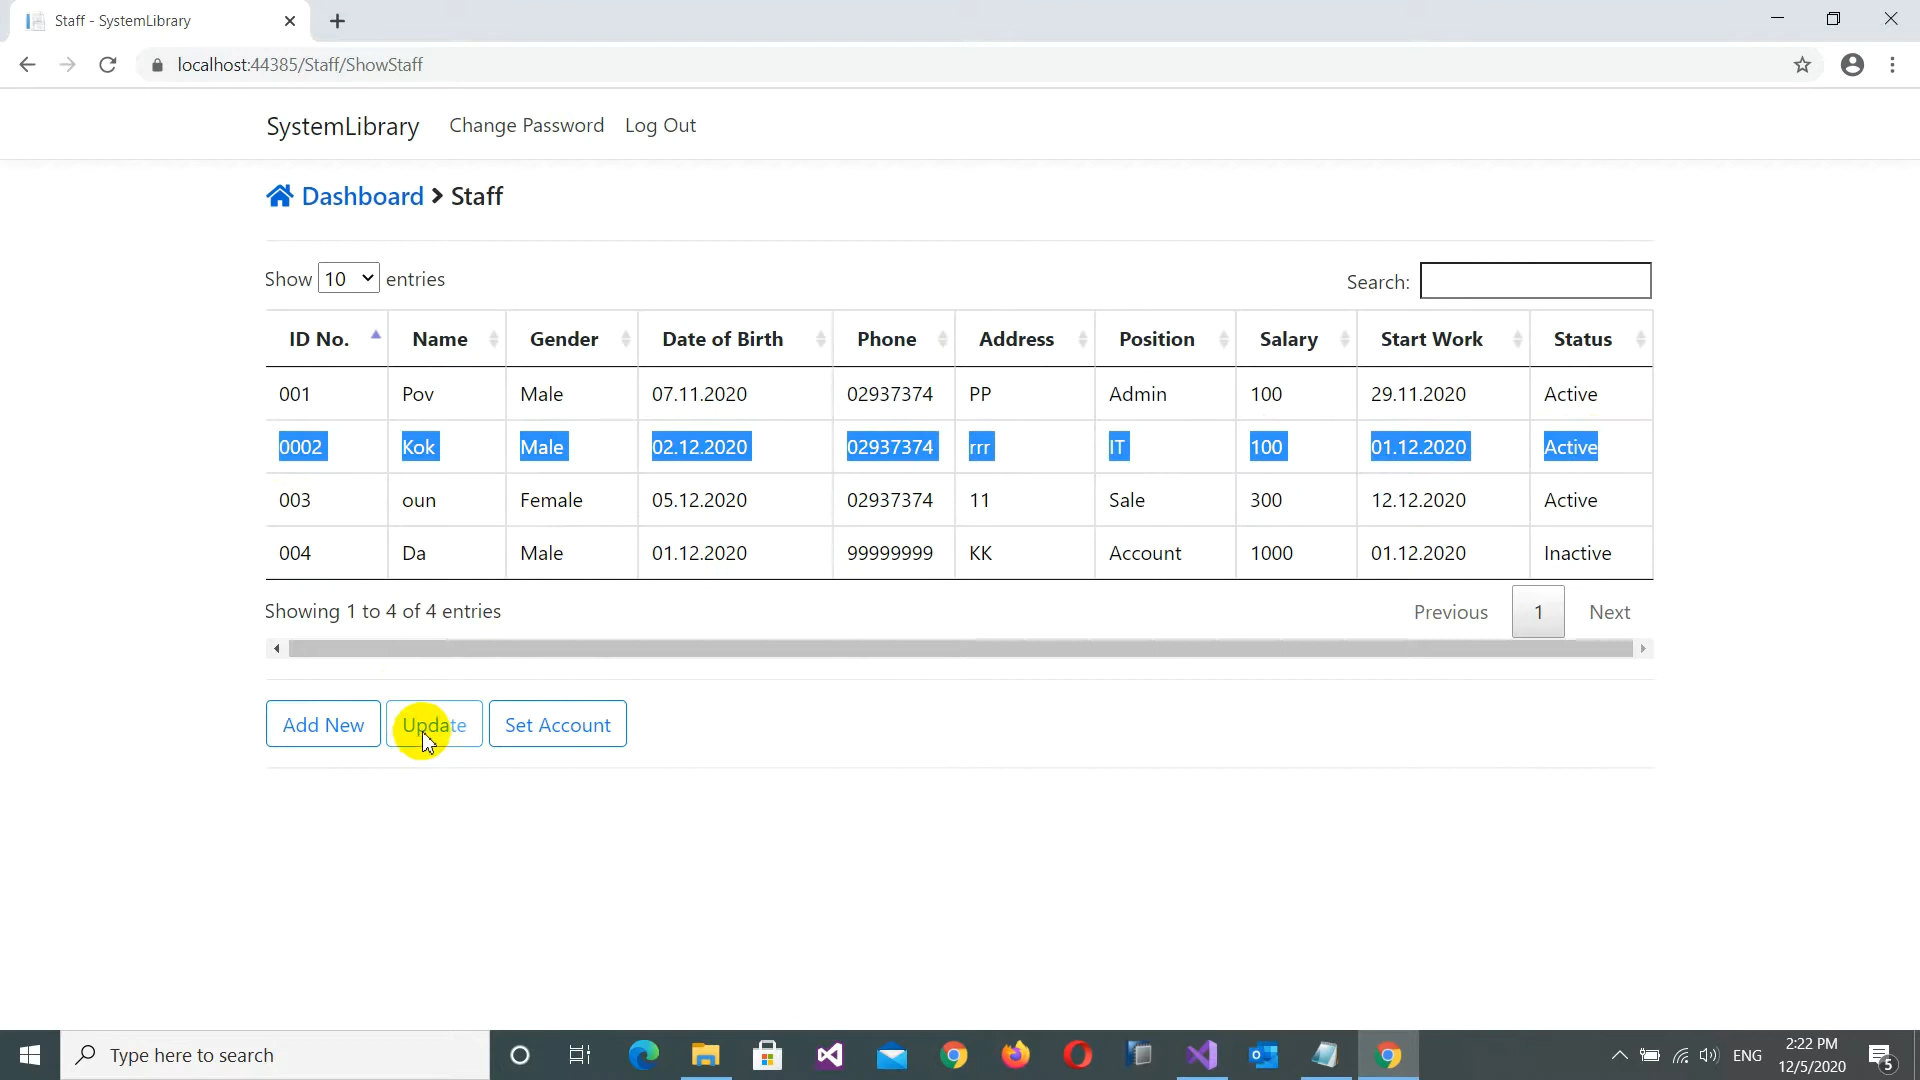 Staff - SystemLibrary
localhost:44385/Staff/ShowStaff
SystemLibrary Change Password Log Out
Dashboard Staff
Show 10 entries Search:
ID No. Name Gender Date of Birth Phone Address Position Salary Start Work Status
001 Pov Male 07.11.2020 02937374 PP Admin 100 29.11.2020 Active
0002 Kok Male 02.12.2020 02937374 rrr IT 100 01.12.2020 Active
003 oun Female 05.12.2020 02937374 11 Sale 300 12.12.2020 Active
004 Da Male 01.12.2020 99999999 KK Account 1000 01.12.2020 Inactive
Showing 1 to 4 of 4 entries Previous 1 Next
Add New Update Set Account
Type here to search ENG 2:22 PM 5
12/5/2020